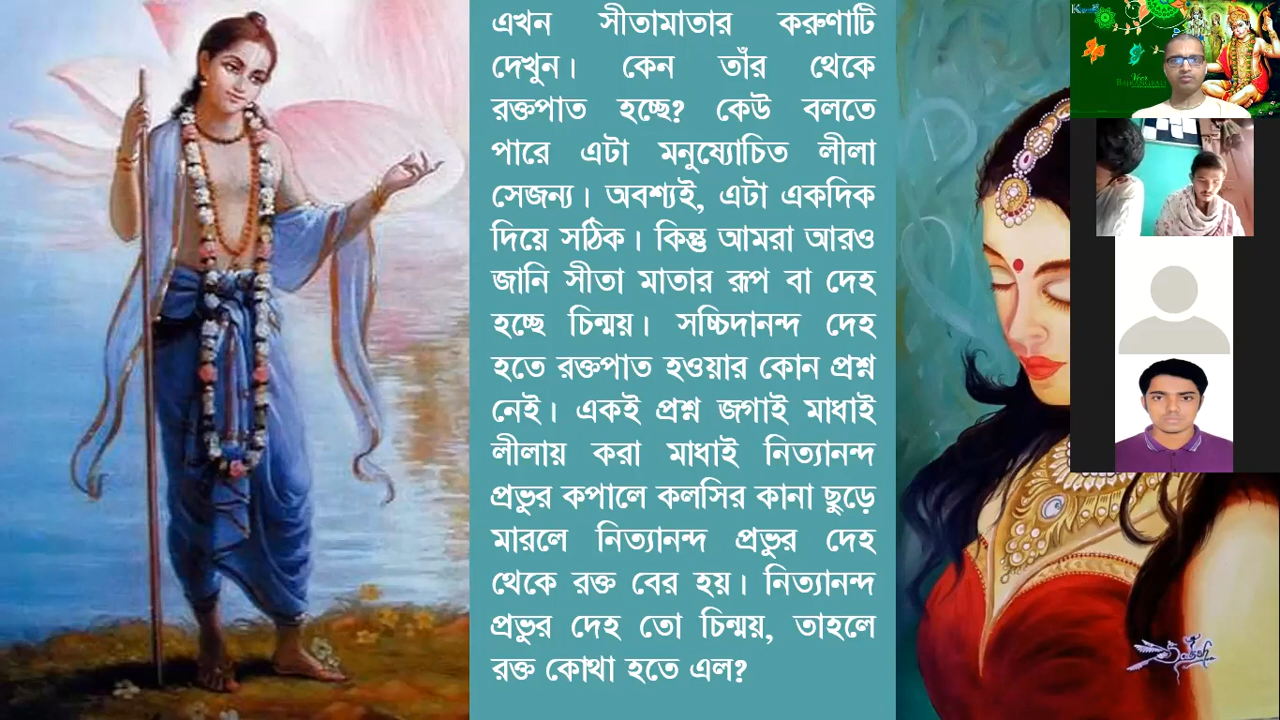 এখন সীতামাতার করুণাটি
দেখুন। কেন তাঁর থেকে
রক্তপাত হচ্ছে? কেউ বলতে
পারে এটা মনুষ্যোচিত লীলা
সেজন্য। অবশ্যই, এটা একদিক
দিয়ে সঠিক। কিন্তু আমরা আরও
জানি সীতা মাতার রূপ বা দেহ
হচ্ছে চিন্ময়। সচ্চিদানন্দ দেহ
হতে রক্তপাত হওয়ার কোন প্রশ্ন
নেই। একই প্রশ্ন জগাই মাধাই
লীলায় করা মাধাই নিত্যানন্দ
প্রভুর কপালে কলসির কানা ছুড়ে
মারলে নিত্যানন্দ প্রভুর দেহ
থেকে রক্ত বের হয়। নিত্যানন্দ
প্রভুর দেহ তো চিন্ময়, তাহলে
রক্ত কোথা হতে এল?